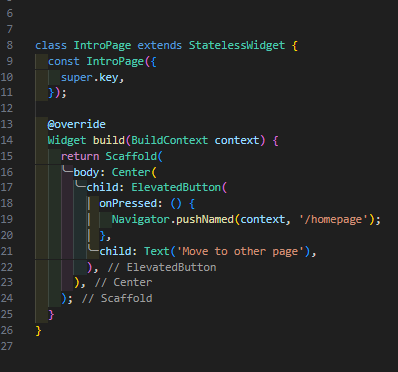 6
7
8 class IntroPage extends StatelessWidget {
9 const IntroPage({
10 super.key,
11 });
12
13 @override
14 Widget build(BuildContext context) {
15 return Scaffold(
16 body: Center(
17 child: ElevatedButton(
18 onPressed: () {
19 Navigator.pushNamed(context, '/homepage');
20 },
21 child: Text('Move to other page'),
22 ), // ElevatedButton
23 ), // Center
24 ); // Scaffold
25 }
26 }
27